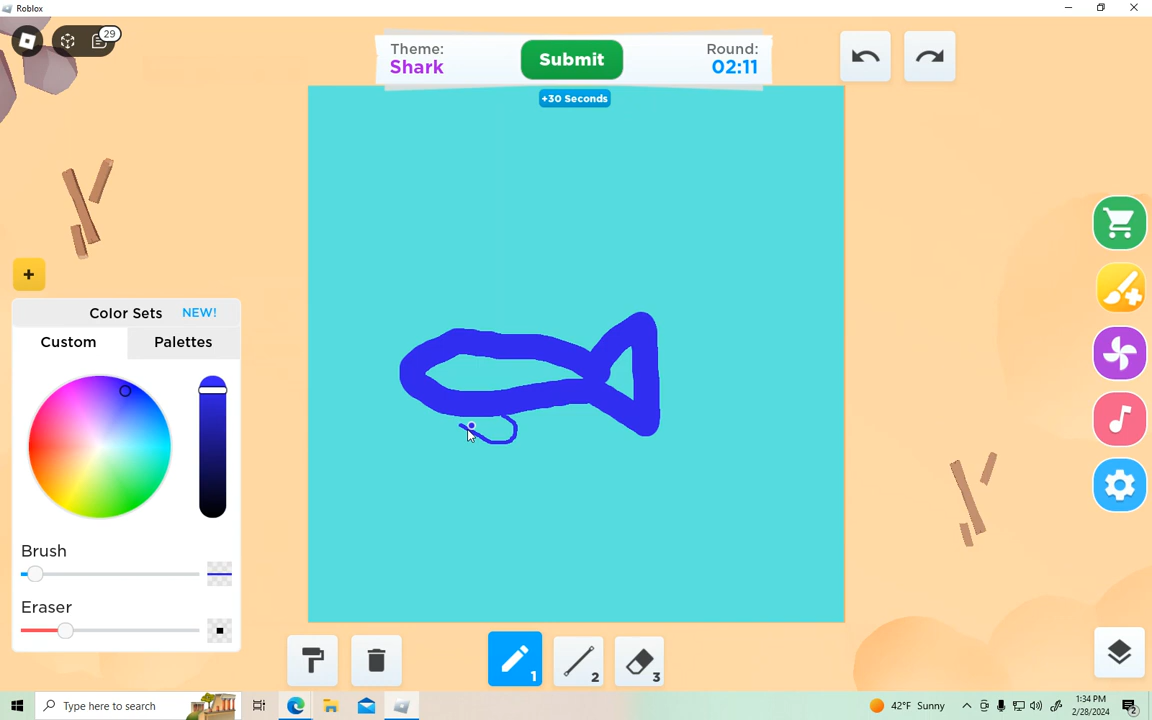 Roblox
29
Theme:
Shark
Submit
Round:
02:11
+30 Seconds
+
Color Sets NEW!
Custom Palettes
Brush
Eraser
1
2
3
Type here to search
42°F Sunny
1:34 PM
2/28/2024
2